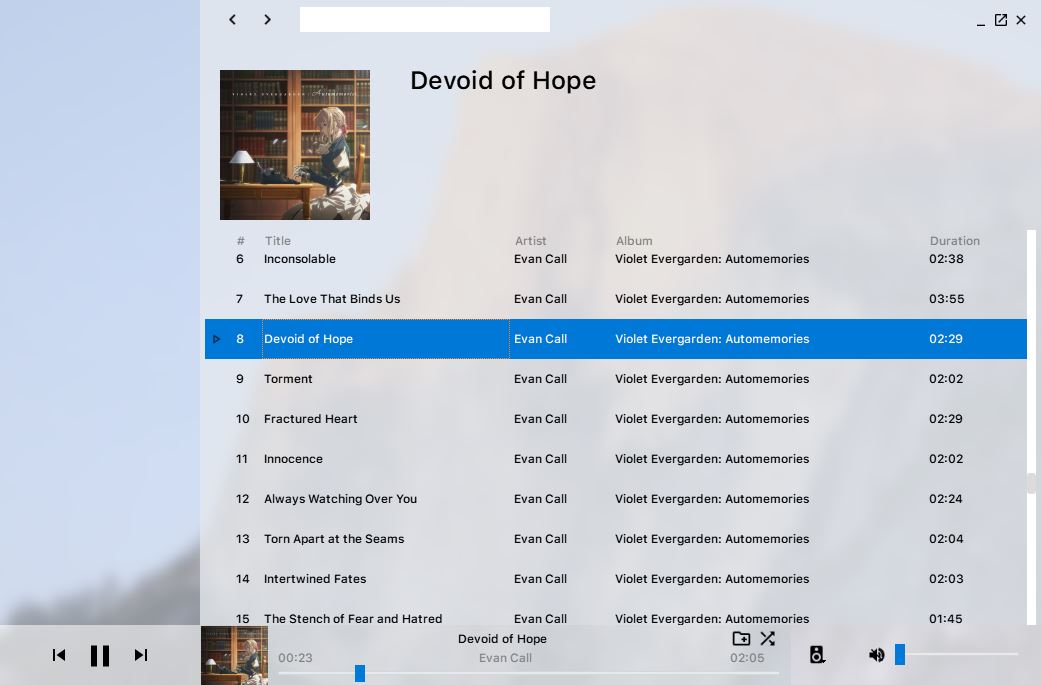 Devoid of Hope
VIOLET EVERGARDEN Automemories
# Title Artist Album Duration
6 Inconsolable Evan Call Violet Evergarden: Automemories 02:38
7 The Love That Binds Us Evan Call Violet Evergarden: Automemories 03:55
8 Devoid of Hope Evan Call Violet Evergarden: Automemories 02:29
9 Torment Evan Call Violet Evergarden: Automemories 02:02
10 Fractured Heart Evan Call Violet Evergarden: Automemories 02:29
11 Innocence Evan Call Violet Evergarden: Automemories 02:02
12 Always Watching Over You Evan Call Violet Evergarden: Automemories 02:24
13 Torn Apart at the Seams Evan Call Violet Evergarden: Automemories 02:04
14 Intertwined Fates Evan Call Violet Evergarden: Automemories 02:03
15 The Stench of Fear and Hatred Evan Call Violet Evergarden: Automemories 01:45
Devoid of Hope
00:23 Evan Call 02:05